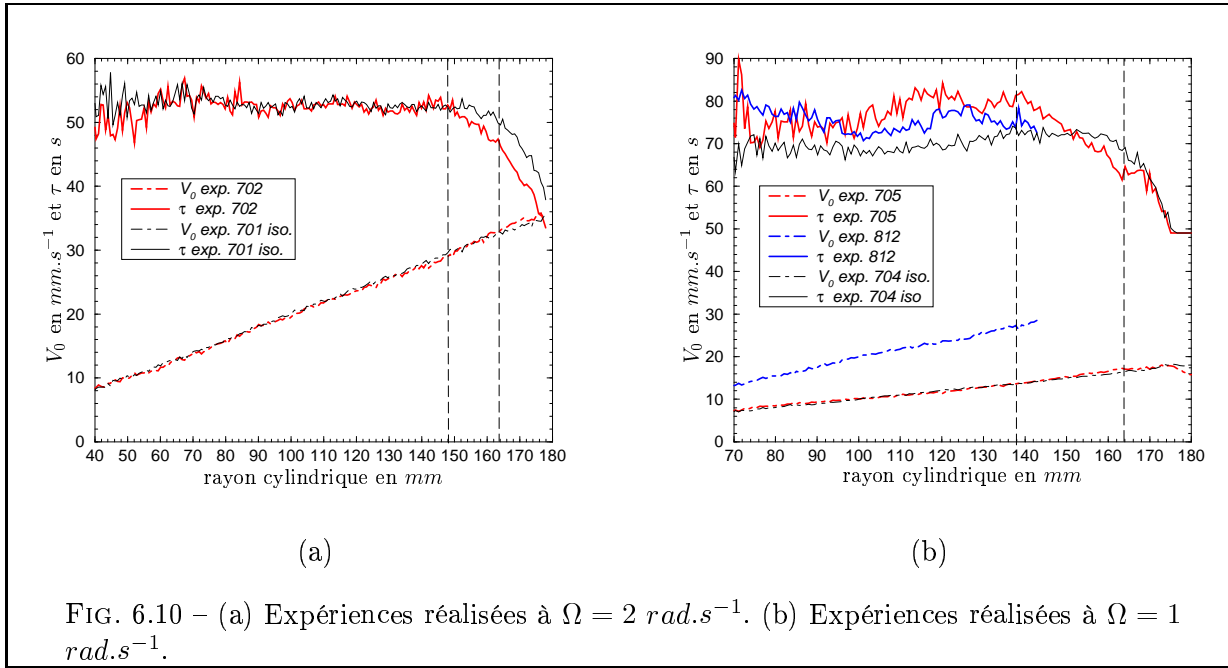 60
50
40
30
20
10
0
V₀ en mm.s⁻¹ et τ en s
V₀ exp. 702
τ exp. 702
V₀ exp. 701 iso.
τ exp. 701 iso.
40 50 60 70 80 90 100 110 120 130 140 150 160 170 180
rayon cylindrique en mm
(a)
90
80
70
60
50
40
30
20
10
0
V₀ en mm.s⁻¹ et τ en s
V₀ exp. 705
τ exp. 705
V₀ exp. 812
τ exp. 812
V₀ exp. 704 iso.
τ exp. 704 iso
70 80 90 100 110 120 130 140 150 160 170 180
rayon cylindrique en mm
(b)
FIG. 6.10 – (a) Expériences réalisées à Ω = 2 rad.s⁻¹. (b) Expériences réalisées à Ω = 1
rad.s⁻¹.